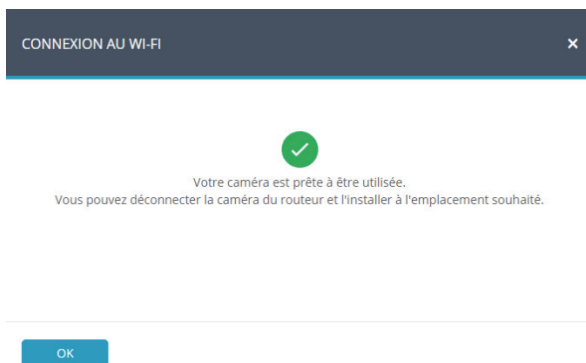 CONNEXION AU WI-FI
Votre caméra est prête à être utilisée.
Vous pouvez déconnecter la caméra du routeur et l'installer à l'emplacement souhaité.
OK